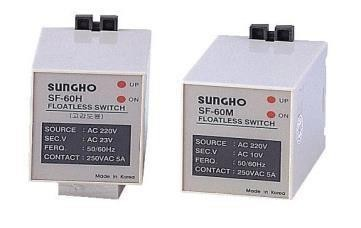 SUNGHO
SF-60H
FLOATLESS SWITCH
[고감도용]
UP
ON
SOURCE : AC 220V
SEC.V : AC 23V
FERQ. : 50/60Hz
CONTACT : 250VAC 5A
Made in Korea
SUNGHO
SF-60M
FLOATLESS SWITCH
UP
ON
SOURCE : AC 220V
SEC.V : AC 10V
FERQ. : 50/60Hz
CONTACT : 250VAC 5A
Made in Korea